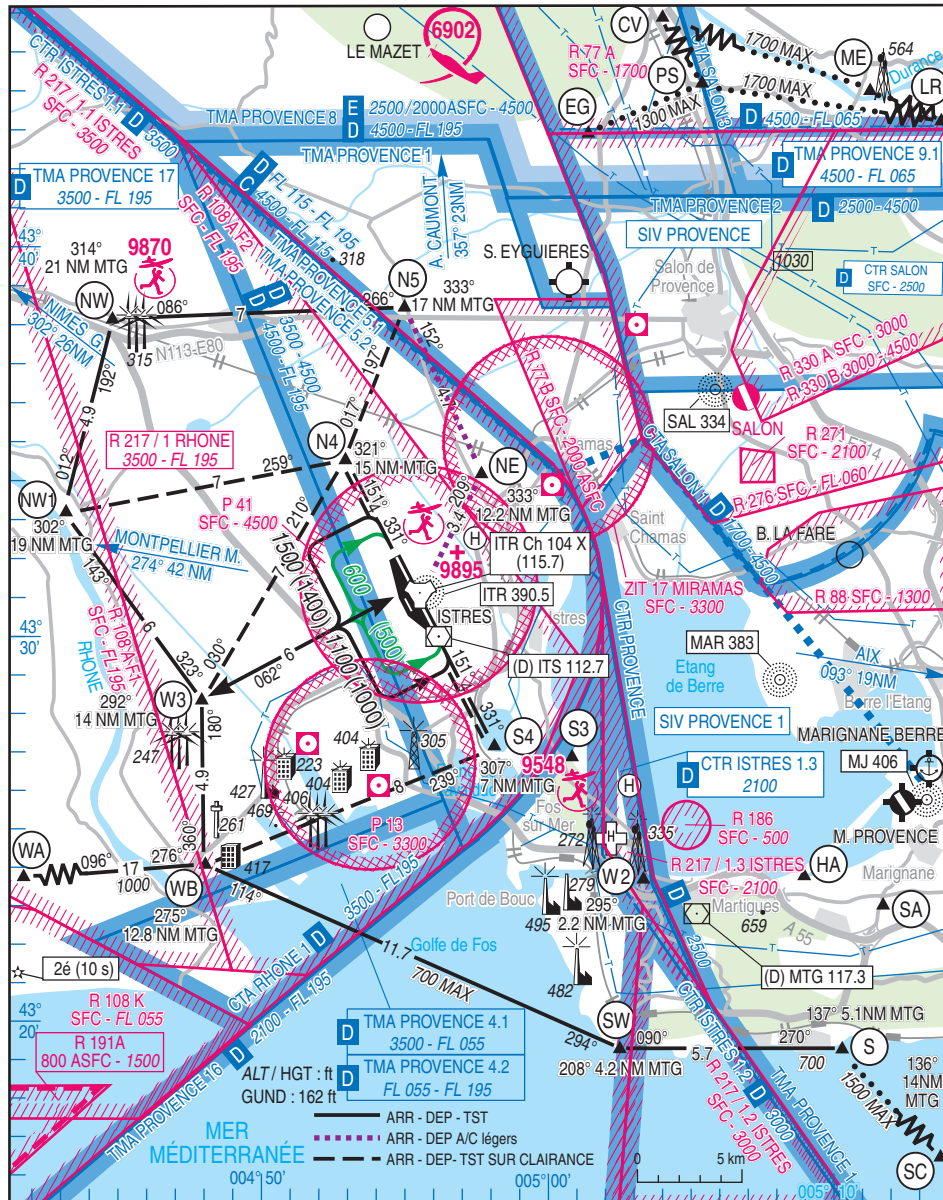 CV
6902
LE MAZET
R 77 A
SFC - 1700
CTA SALON 3
1700 MAX
ME
564
Durance
PS
1700 MAX
LR
EG
1300 MAX
D 4500 - FL 065
CTR ISTRES 1.1 D 3500
R 217 / 1.1 ISTRES
SFC - 3500
TMA PROVENCE 8
E 2500 / 2000ASFC - 4500
D 4500 - FL 195
TMA PROVENCE 1
D TMA PROVENCE 17
3500 - FL 195
D TMA PROVENCE 9.1
4500 - FL 065
TMA PROVENCE 2
D 2500 - 4500
SIV PROVENCE
D FL 115 - FL 195
C 4500 - FL 115
R 108 A F2
SFC - FL 195
TMA PROVENCE 5.1
TMA PROVENCE 5.2
318
A. CAUMONT
357° 23NM
S. EYGUIERES
Salon de
Provence
1030
D CTR SALON
SFC - 2500
43°
40'
314°
21 NM MTG
9870
NW
086°
7
266°
N5
333°
17 NM MTG
NIMES G.
302° 26NM
315
N113-E80
192°
4.9
012°
D
D
3500 - 4500
4500 - FL 195
197°
017°
152°
4.7
R 77 B SFC - 2000 ASFC
R 330 A SFC - 3000
R 330 B 3000 - 4500
SAL 334
SALON
R 217 / 1 RHONE
3500 - FL 195
N4
321°
15 NM MTG
259°
7
NE
333°
12.2 NM MTG
Miramas
CTA SALON 1
D 1700-4500
R 271
SFC - 2100
E714
R 276 SFC - FL 060
NW1
302°
19 NM MTG
P 41
SFC - 4500
210°
151°
331°
209°
3.4
H
9895
ITR Ch 104 X
(115.7)
Saint
Chamas
B. LA FARE
MONTPELLIER M.
274° 42 NM
143°
6
1500 (1400)
1100 (1000)
600
(500)
ITR 390.5
ISTRES
Istres
ZIT 17 MIRAMAS
SFC - 3300
R 88 SFC - 1300
43°
30'
RHONE
R 108 A F1
SFC - FL195
323°
030°
7
062°
6
(D) ITS 112.7
CTR PROVENCE
MAR 383
Etang
de Berre
AIX
093° 19NM
Berre l'Etang
W3
292°
14 NM MTG
180°
151°
331°
247
404
305
S4
S3
SIV PROVENCE 1
MARIGNANE BERRE
223
307°
7 NM MTG
9548
D CTR ISTRES 1.3
2100
MJ 406
4.9
427
404
469
406
8
239°
H
Fos
sur Mer
261
P 13
SFC - 3300
272
H
335
R 186
SFC - 500
M. PROVENCE
WA
096°
17
1000
276°
360°
417
W2
R 217 / 1.3 ISTRES
SFC - 2100
HA
Marignane
WB
275°
12.8 NM MTG
114°
3500 - FL195
Port de Bouc
279
295°
2.2 NM MTG
495
Martigues
D
SA
659
A 55
Golfe de Fos
2é (10 s)
CTA RHONE 1 D
11.7
700 MAX
482
2500
(D) MTG 117.3
43°
20'
R 108 K
SFC - FL 055
R 191A
800 ASFC - 1500
2100 - FL 195
D TMA PROVENCE 4.1
3500 - FL 055
D TMA PROVENCE 4.2
FL 055 - FL 195
294°
SW
208° 4.2 NM MTG
090°
5.7
270°
700
137° 5.1NM MTG
S
CTR ISTRES 1.2
D 3000
136°
14NM
MTG
1500 MAX
ALT / HGT : ft
GUND : 162 ft
TMA PROVENCE 16 D
R 217 / 1.2 ISTRES
SFC - 3000
TMA PROVENCE 1
MER
MÉDITERRANÉE
ARR - DEP - TST
ARR - DEP A/C légers
ARR - DEP- TST SUR CLAIRANCE
0 5 km
SC
004° 50'
005° 00'
005° 10'